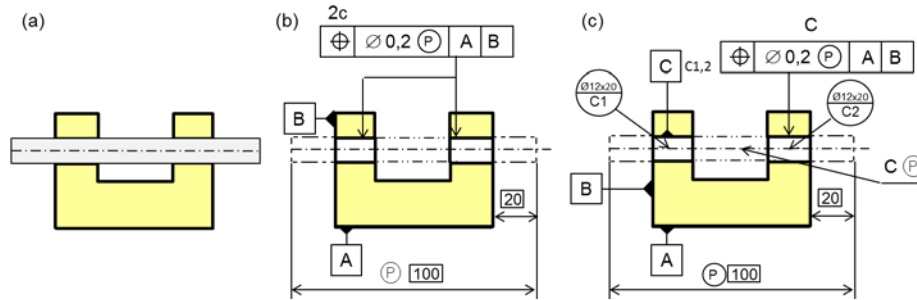 (a)
(b)
2c
⌖ ∅ 0,2 Ⓟ A B
B
20
A
Ⓟ 100
(c)
C
⌖ ∅ 0,2 Ⓟ A B
C C1,2
Ø12x20
C1
Ø12x20
C2
C Ⓟ
B
20
A
Ⓟ 100